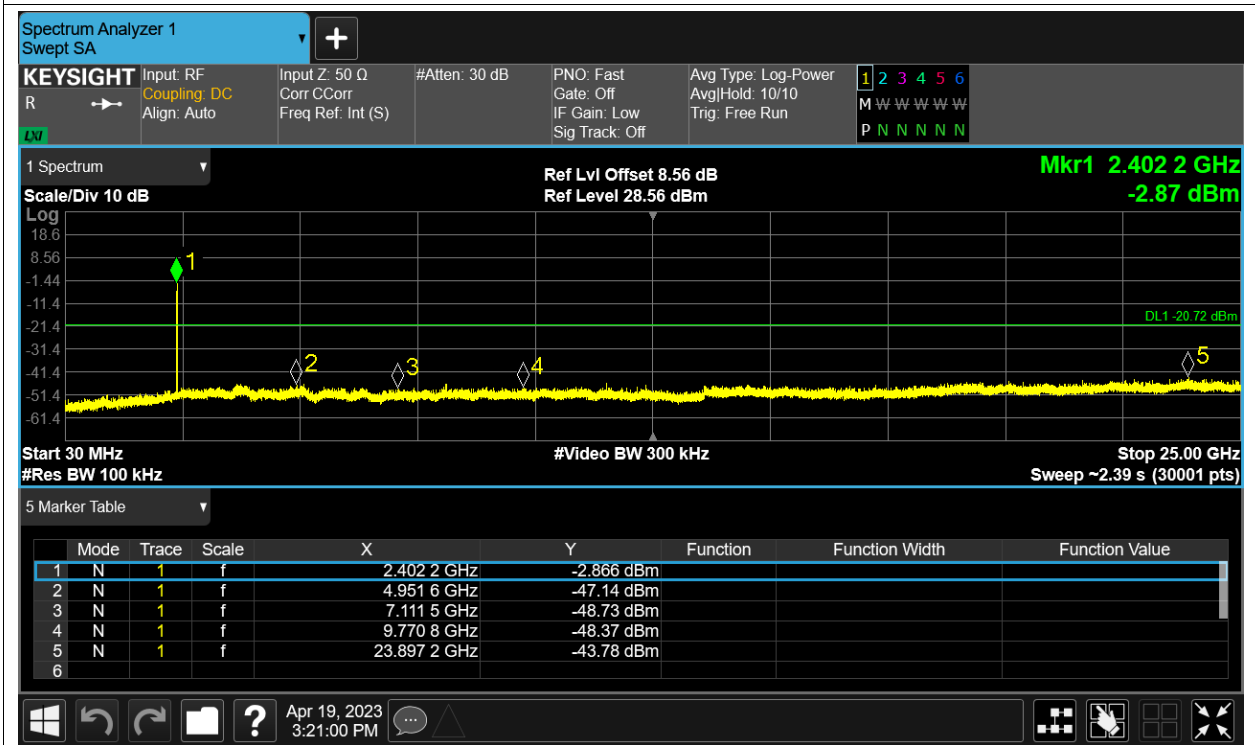 Spectrum Analyzer 1
Swept SA
KEYSIGHT
R
LXI
Input: RF
Coupling: DC
Align: Auto
Input Z: 50 Ω
Corr CCorr
Freq Ref: Int (S)
#Atten: 30 dB
PNO: Fast
Gate: Off
IF Gain: Low
Sig Track: Off
Avg Type: Log-Power
Avg|Hold: 10/10
Trig: Free Run
1 2 3 4 5 6
M W W W W W
P N N N N N
1 Spectrum
Scale/Div 10 dB
Ref Lvl Offset 8.56 dB
Ref Level 28.56 dBm
Mkr1 2.402 2 GHz
-2.87 dBm
Log
18.6
8.56
-1.44
-11.4
-21.4
-31.4
-41.4
-51.4
-61.4
1
2
3
4
5
DL1 -20.72 dBm
Start 30 MHz
#Video BW 300 kHz
Stop 25.00 GHz
#Res BW 100 kHz
Sweep ~2.39 s (30001 pts)
5 Marker Table
Mode Trace Scale X Y Function Function Width Function Value
1 N 1 f 2.402 2 GHz -2.866 dBm
2 N 1 f 4.951 6 GHz -47.14 dBm
3 N 1 f 7.111 5 GHz -48.73 dBm
4 N 1 f 9.770 8 GHz -48.37 dBm
5 N 1 f 23.897 2 GHz -43.78 dBm
6
?
Apr 19, 2023
3:21:00 PM